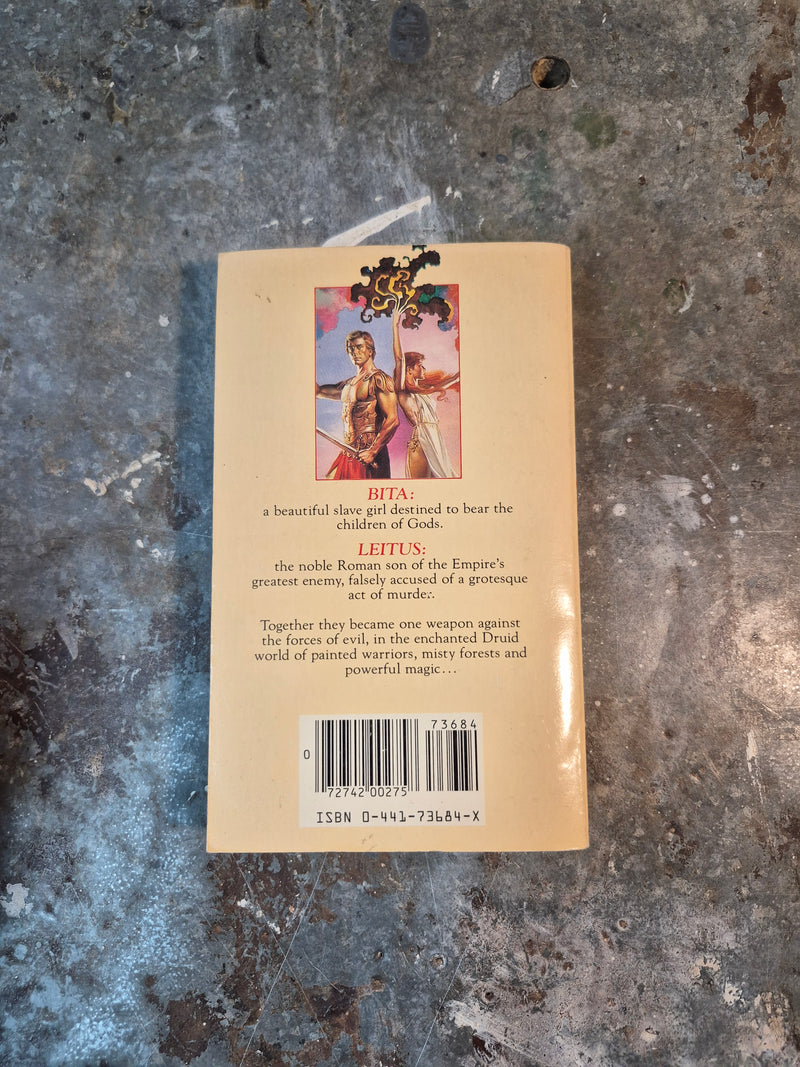 BITA:
a beautiful slave girl destined to bear the
children of Gods.
LEITUS:
the noble Roman son of the Empire's
greatest enemy, falsely accused of a grotesque
act of murder.
Together they became one weapon against
the forces of evil, in the enchanted Druid
world of painted warriors, misty forests and
powerful magic...
73684
0 72742 00275
ISBN 0-441-73684-X